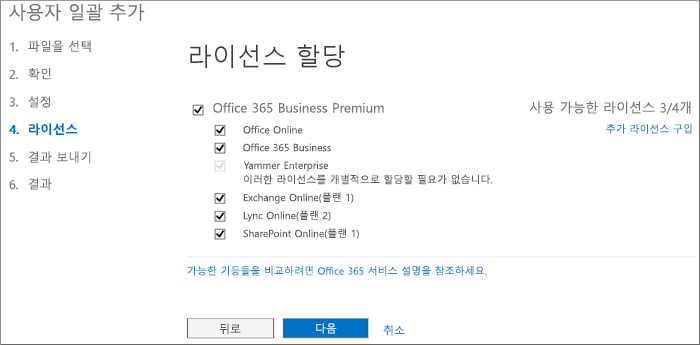 사용자 일괄 추가
1. 파일을 선택
2. 확인
3. 설정
4. 라이선스
5. 결과 보내기
6. 결과
라이선스 할당
Office 365 Business Premium
사용 가능한 라이선스 3/4개
추가 라이선스 구입
Office Online
Office 365 Business
Yammer Enterprise
이러한 라이선스를 개별적으로 할당할 필요가 없습니다.
Exchange Online(플랜 1)
Lync Online(플랜 2)
SharePoint Online(플랜 1)
가능한 기등들을 비교하려면 Office 365 서비스 설명을 참조하세요.
뒤로
다음
취소